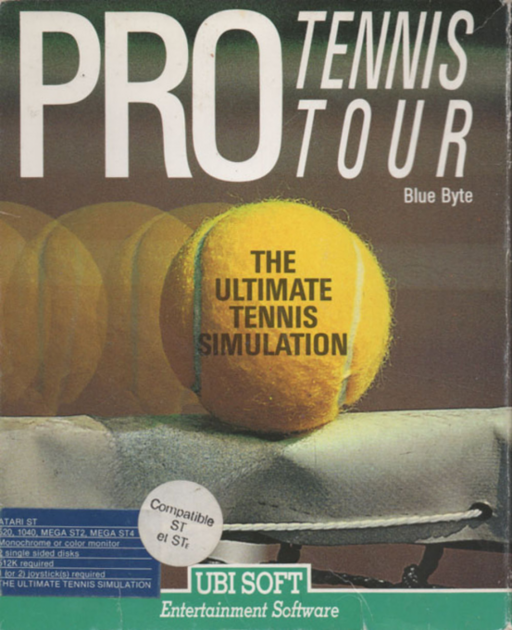 PRO
TENNIS
TOUR
Blue Byte
THE
ULTIMATE
TENNIS
SIMULATION
Compatible
ST
et STE
ATARI ST
520, 1040, MEGA ST2, MEGA ST4
Monochrome or color monitor
2 single sided disks
512K required
1 (or 2) joystick(s) required
THE ULTIMATE TENNIS SIMULATION
UBI SOFT
Entertainment Software